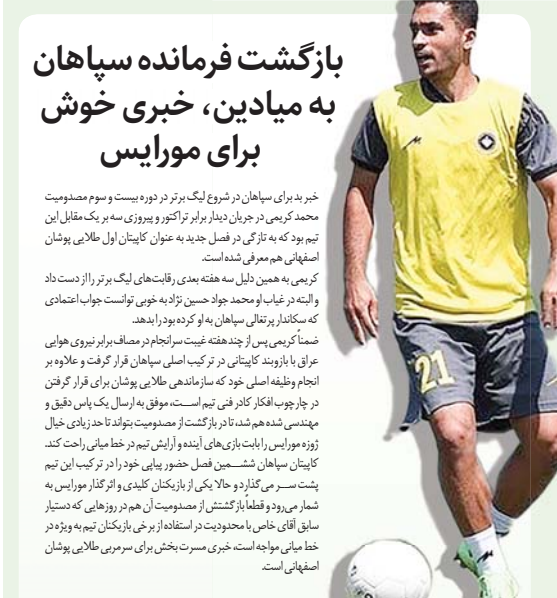 بازگشت فرمانده سپاهان
به میادین، خبری خوش
برای مورایس
خبر بد برای سپاهان در شروع لیگ برتر در دوره بیست و سوم مصدومیت
محمد کریمی در جریان دیدار برابر تراکتور و پیروزی سه بر یک مقابل این
تیم بود که به تازگی در فصل جدید به عنوان کاپیتان اول طلایی پوشان
اصفهانی هم معرفی شده است.
کریمی به همین دلیل سه هفته بعدی رقابت‌های لیگ برتر را از دست داد
و البته در غیاب او محمد جواد حسین نژاد به خوبی توانست جواب اعتمادی
که سکاندار پرتغالی سپاهان به او کرده بود را بدهد.
ضمناً کریمی پس از چند هفته غیبت سرانجام در مصاف برابر نیروی هوایی
عراق با بازوبند کاپیتانی در ترکیب اصلی سپاهان قرار گرفت و علاوه بر
انجام وظیفه اصلی خود که سازماندهی طلایی پوشان برای قرار گرفتن
در چارچوب افکار کادر فنی تیم است، موفق به ارسال یک پاس دقیق و
مهندسی شده هم شد، تا در بازگشت از مصدومیت بتواند تا حد زیادی خیال
ژوزه مورایس را بابت بازی‌های آینده و آرایش تیم در خط میانی راحت کند.
کاپیتان سپاهان ششمین فصل حضور پیاپی خود را در ترکیب این تیم
پشت سر می‌گذارد و حالا یکی از بازیکنان کلیدی و اثرگذار مورایس به
شمار می‌رود و قطعاً بازگشتش از مصدومیت آن هم در روزهایی که دستیار
سابق آقای خاص با محدودیت در استفاده از برخی بازیکنان تیم به ویژه در
خط میانی مواجه است، خبری مسرت بخش برای سرمربی طلایی پوشان
اصفهانی است.
21